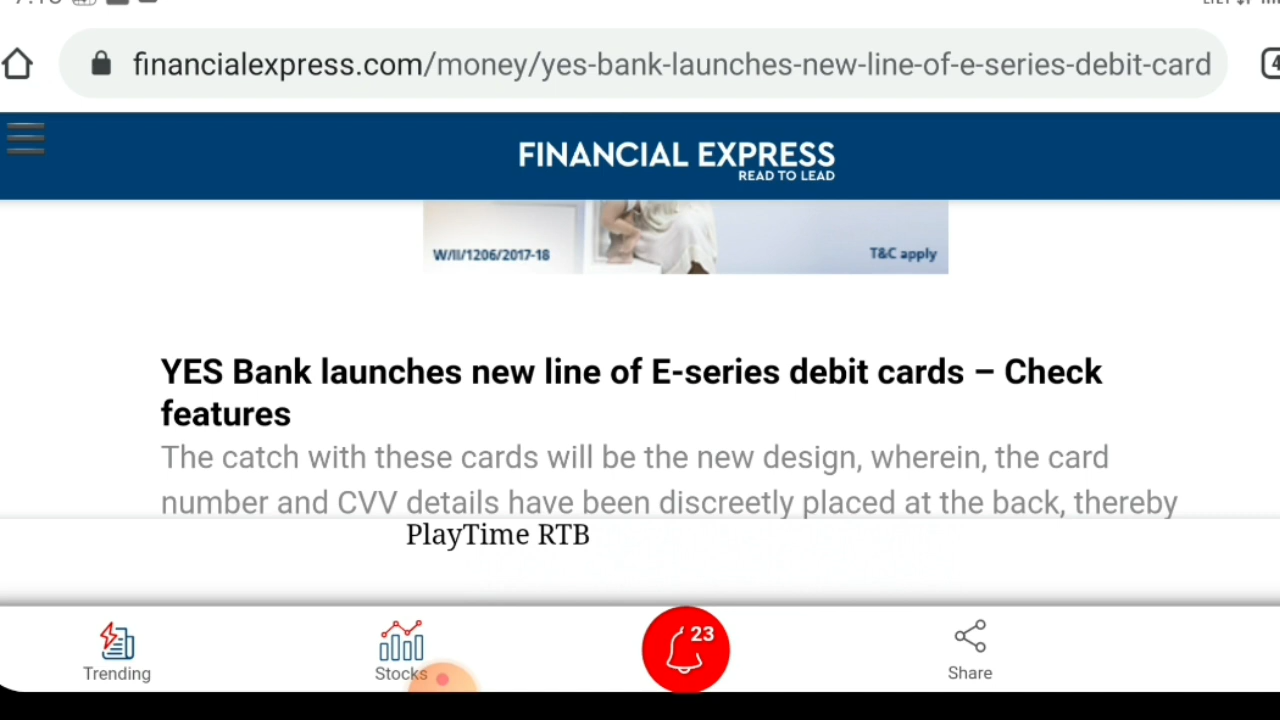 financialexpress.com/money/yes-bank-launches-new-line-of-e-series-debit-card
FINANCIAL EXPRESS
READ TO LEAD
W/II/1206/2017-18
T&C apply
YES Bank launches new line of E-series debit cards – Check
features
The catch with these cards will be the new design, wherein, the card
number and CVV details have been discreetly placed at the back, thereby
PlayTime RTB
23
Trending
Stocks
Share